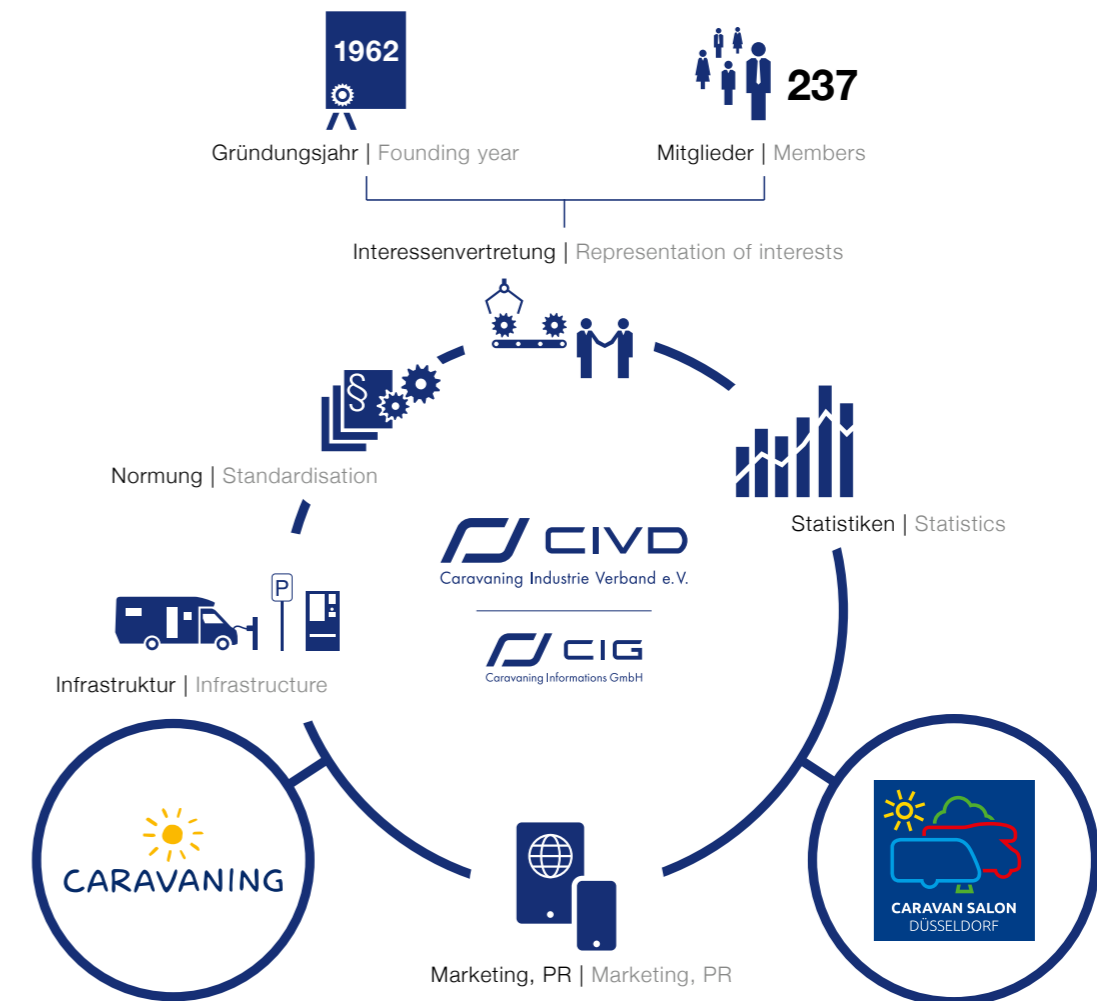 1962
237
Gründungsjahr | Founding year
Mitglieder | Members
Interessenvertretung | Representation of interests
§
Normung | Standardisation
Statistiken | Statistics
CIVD
Caravaning Industrie Verband e.V.
CIG
Caravaning Informations GmbH
P
Infrastruktur | Infrastructure
CARAVANING
CARAVAN SALON
DÜSSELDORF
Marketing, PR | Marketing, PR